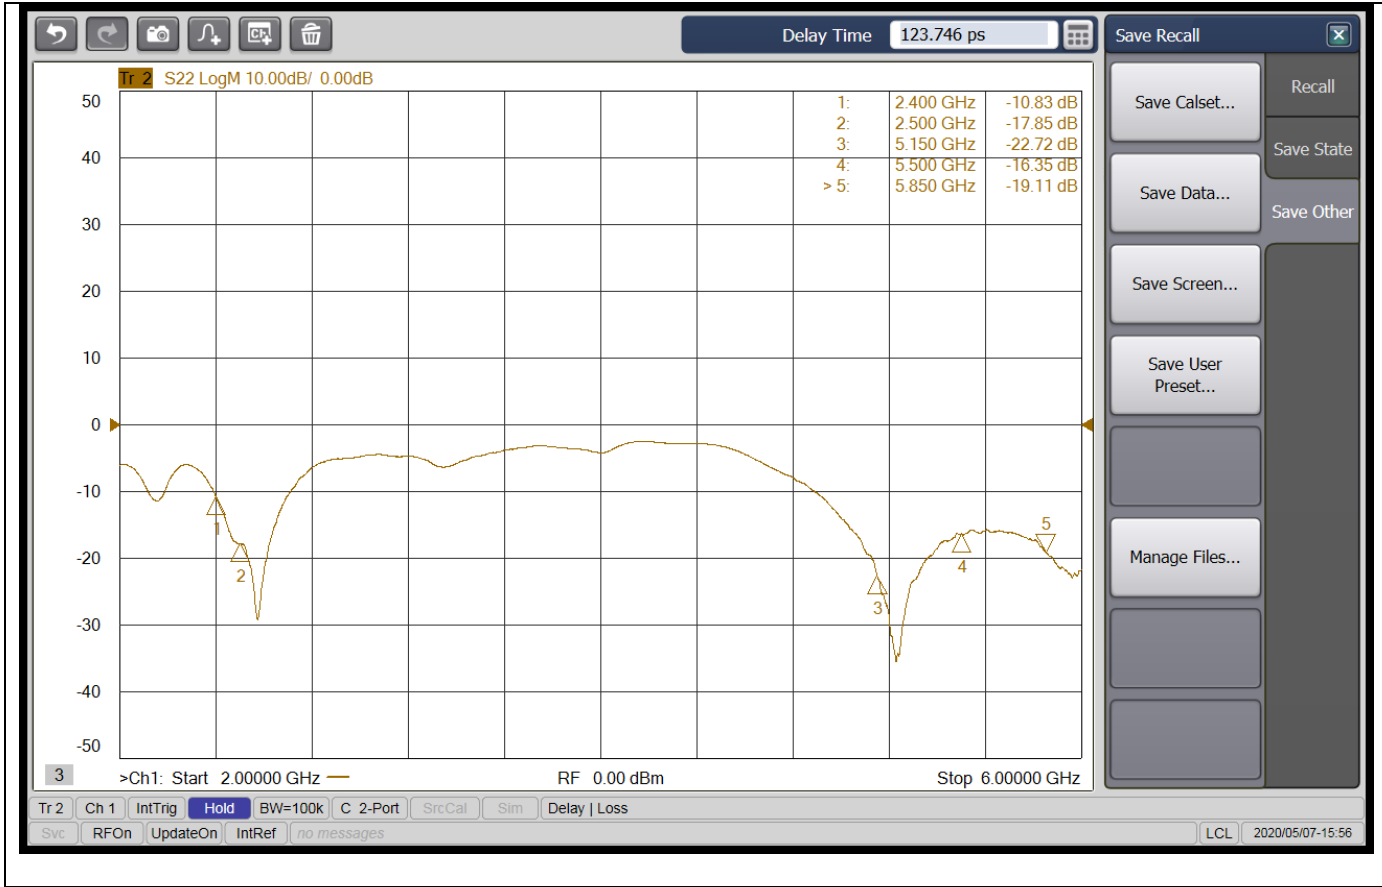 Delay Time 123.746 ps
Save Recall
Tr 2 S22 LogM 10.00dB/ 0.00dB
1: 2.400 GHz -10.83 dB
2: 2.500 GHz -17.85 dB
3: 5.150 GHz -22.72 dB
4: 5.500 GHz -16.35 dB
> 5: 5.850 GHz -19.11 dB
50
40
30
20
10
0
-10
-20
-30
-40
-50
1
2
3
4
5
3
>Ch1: Start 2.00000 GHz
RF 0.00 dBm
Stop 6.00000 GHz
Save Calset...
Save Data...
Save Screen...
Save User
Preset...
Manage Files...
Recall
Save State
Save Other
Tr 2 Ch 1 IntTrig Hold BW=100k C 2-Port SrcCal Sim Delay | Loss
Svc RFOn UpdateOn IntRef no messages LCL 2020/05/07-15:56